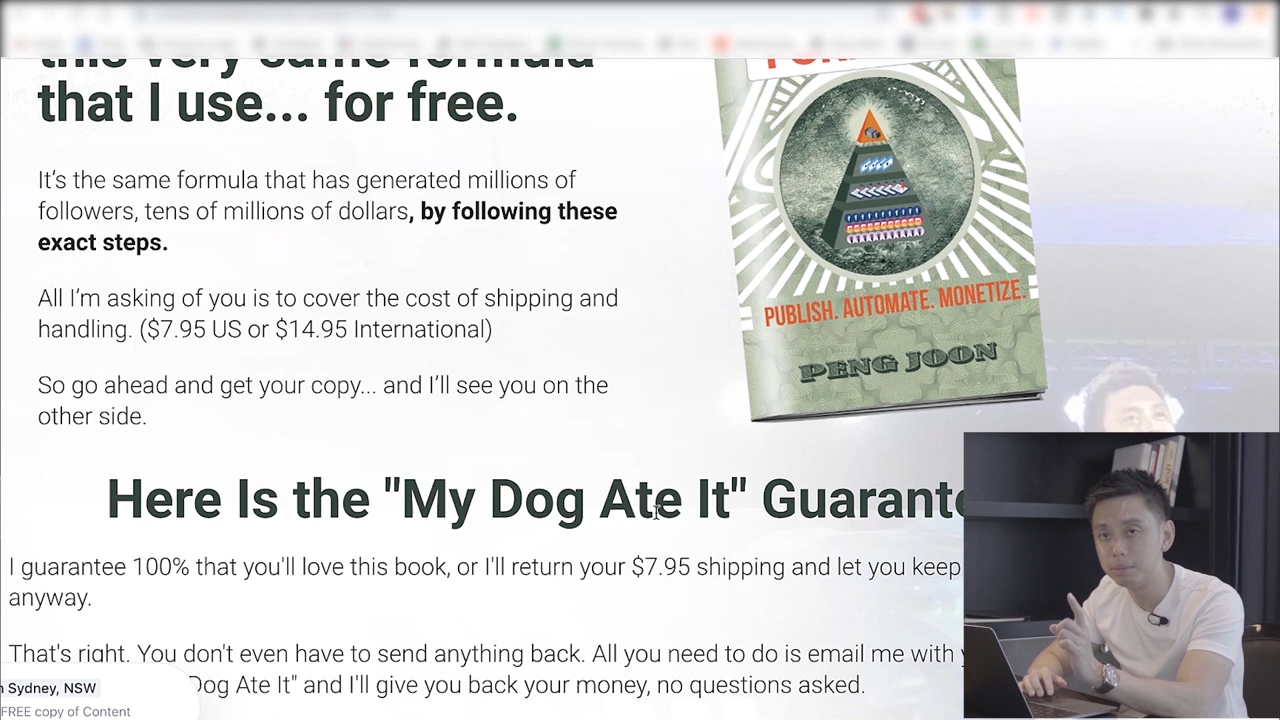 this very same formula
that I use... for free.
It’s the same formula that has generated millions of
followers, tens of millions of dollars, by following these
exact steps.
All I’m asking of you is to cover the cost of shipping and
handling. ($7.95 US or $14.95 International)
So go ahead and get your copy... and I’ll see you on the
other side.
PUBLISH. AUTOMATE. MONETIZE.
PENG JOON
Here Is the "My Dog Ate It"
I guarantee 100% that you'll love this book, or I'll return your $7.95 shipping and let you keep
anyway.
That's right. You don't even have to send anything back. All you need to do is email me with
Dog Ate It" and I'll give you back your money, no questions asked.
Sydney, NSW
FREE copy of Content